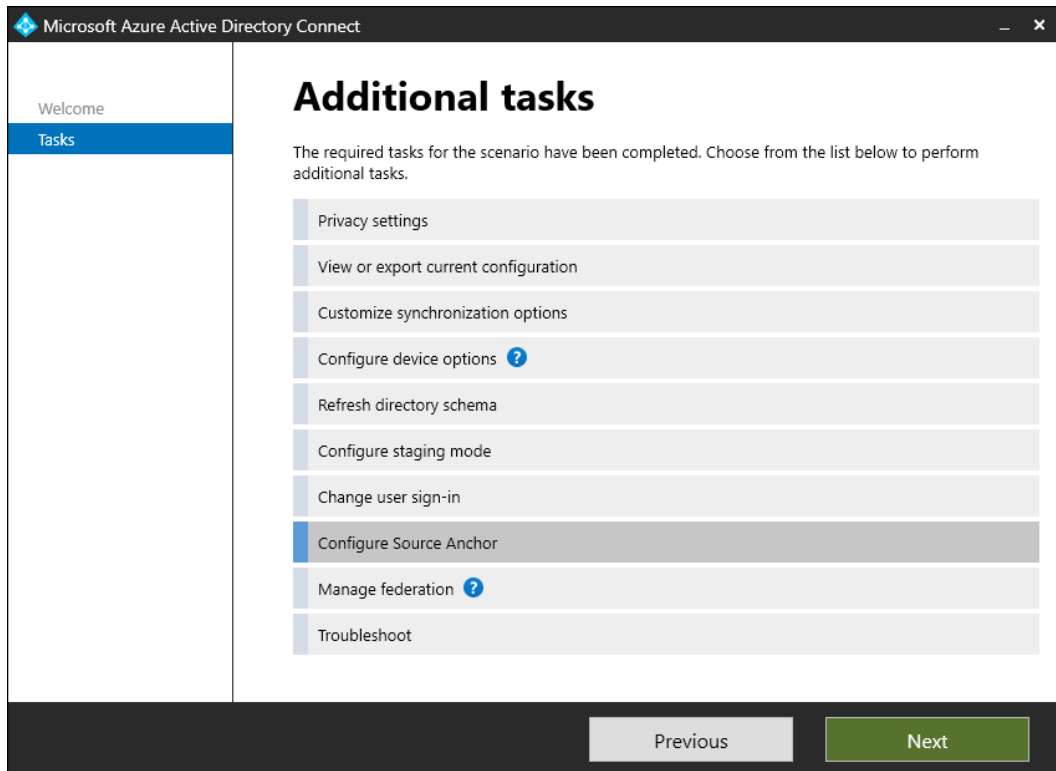 Microsoft Azure Active Directory Connect
Welcome
Tasks
Additional tasks
The required tasks for the scenario have been completed. Choose from the list below to perform
additional tasks.
Privacy settings
View or export current configuration
Customize synchronization options
Configure device options ?
Refresh directory schema
Configure staging mode
Change user sign-in
Configure Source Anchor
Manage federation ?
Troubleshoot
Previous
Next